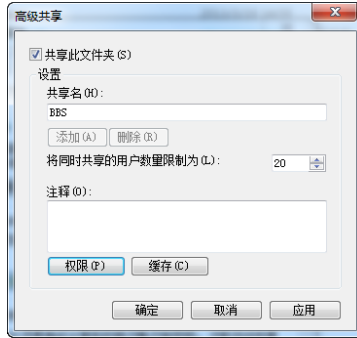 高级共享
共享此文件夹(S)
设置
共享名(H):
BBS
添加(A) 删除(R)
将同时共享的用户数量限制为(L): 20
注释(O):
权限(P) 缓存(C)
确定 取消 应用